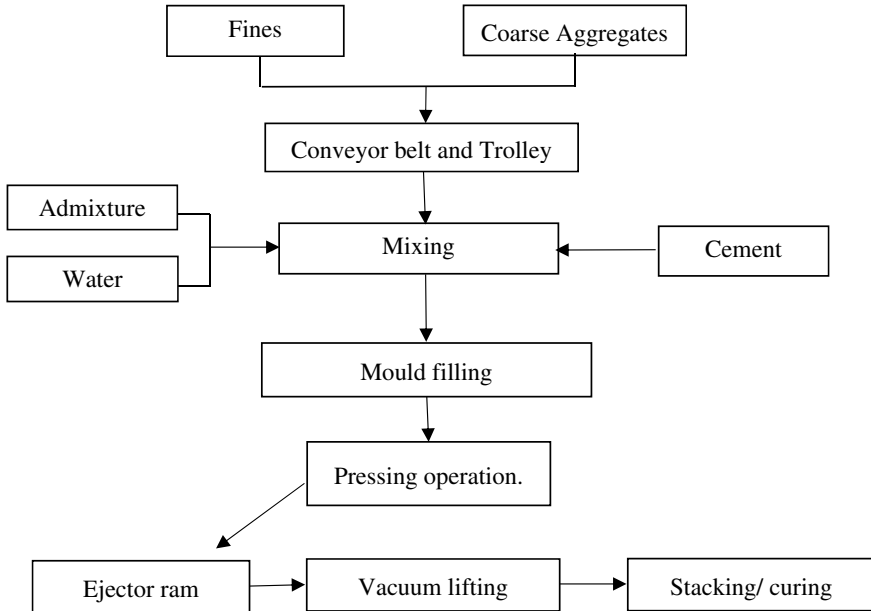 Fines
Coarse Aggregates
Conveyor belt and Trolley
Admixture
Mixing
Cement
Water
Mould filling
Pressing operation.
Ejector ram
Vacuum lifting
Stacking/ curing